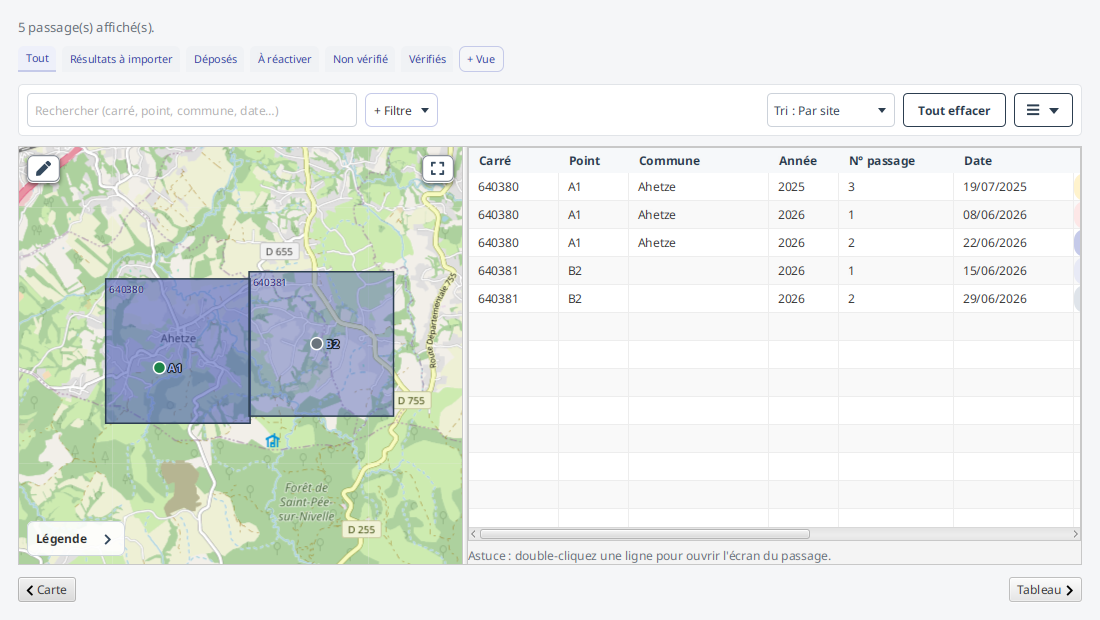 5 passage(s) affiché(s).
Tout
Résultats à importer
Déposés
À réactiver
Non vérifié
Vérifiés
+ Vue
Rechercher (carré, point, commune, date...)
+ Filtre
Tri : Par site
Tout effacer
D 655
640380
640381
Ahetze
A1
B2
Route Départementale 755
D 755
Forêt de
Saint-Pée-
sur-Nivelle
D 255
Légende
Carré Point Commune Année N° passage Date
640380 A1 Ahetze 2025 3 19/07/2025
640380 A1 Ahetze 2026 1 08/06/2026
640380 A1 Ahetze 2026 2 22/06/2026
640381 B2 2026 1 15/06/2026
640381 B2 2026 2 29/06/2026
Astuce : double-cliquez une ligne pour ouvrir l'écran du passage.
Carte
Tableau